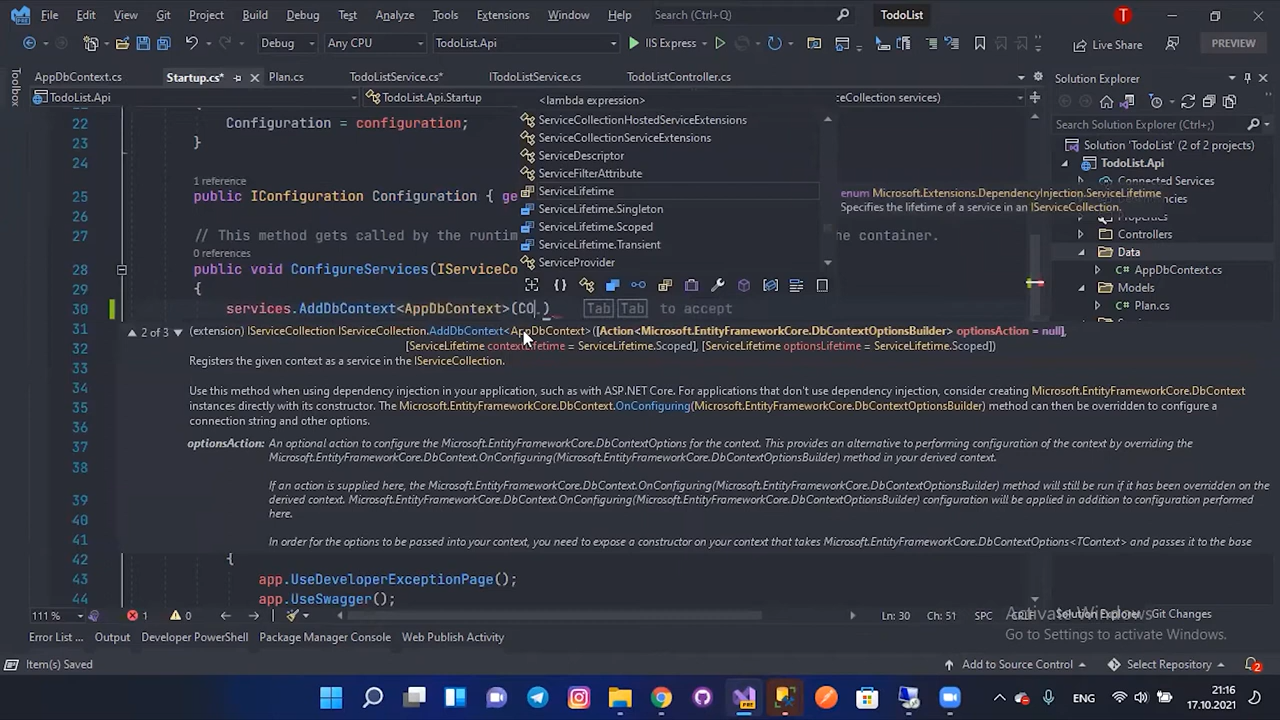 File Edit View Git Project Build Debug Test Analyze Tools Extensions Window Help Search (Ctrl+Q) TodoList T
Debug Any CPU TodoList.Api IIS Express Live Share PREVIEW
Toolbox
AppDbContext.cs Startup.cs* Plan.cs TodoListService.cs* ITodoListService.cs TodoListController.cs
TodoList.Api TodoList.Api.Startup ceCollection services)
Solution Explorer
Search Solution Explorer (Ctrl+;)
Solution 'TodoList' (2 of 2 projects)
TodoList.Api
Connected Services
Properties
Controllers
Data
AppDbContext.cs
Models
Plan.cs
<lambda expression>
ServiceCollectionHostedServiceExtensions
ServiceCollectionServiceExtensions
ServiceDescriptor
ServiceFilterAttribute
ServiceLifetime
ServiceLifetime.Singleton
ServiceLifetime.Scoped
ServiceLifetime.Transient
ServiceProvider
enum Microsoft.Extensions.DependencyInjection.ServiceLifetime
Specifies the lifetime of a service in an IServiceCollection.
22 Configuration = configuration;
23 }
24
1 reference
25 public IConfiguration Configuration { ge
26
27 // This method gets called by the runtim e container.
0 references
28 public void ConfigureServices(IServiceCo
29 {
30 services.AddDbContext<AppDbContext>(CO.) Tab Tab to accept
31
2 of 3 (extension) IServiceCollection IServiceCollection.AddDbContext<AppDbContext>([Action<Microsoft.EntityFrameworkCore.DbContextOptionsBuilder> optionsAction = null],
[ServiceLifetime contextLifetime = ServiceLifetime.Scoped], [ServiceLifetime optionsLifetime = ServiceLifetime.Scoped])
Registers the given context as a service in the IServiceCollection.
Use this method when using dependency injection in your application, such as with ASP.NET Core. For applications that don't use dependency injection, consider creating Microsoft.EntityFrameworkCore.DbContext
instances directly with its constructor. The Microsoft.EntityFrameworkCore.DbContext.OnConfiguring(Microsoft.EntityFrameworkCore.DbContextOptionsBuilder) method can then be overridden to configure a
connection string and other options.
optionsAction: An optional action to configure the Microsoft.EntityFrameworkCore.DbContextOptions for the context. This provides an alternative to performing configuration of the context by overriding the
Microsoft.EntityFrameworkCore.DbContext.OnConfiguring(Microsoft.EntityFrameworkCore.DbContextOptionsBuilder) method in your derived context.
If an action is supplied here, the Microsoft.EntityFrameworkCore.DbContext.OnConfiguring(Microsoft.EntityFrameworkCore.DbContextOptionsBuilder) method will still be run if it has been overridden on the
derived context. Microsoft.EntityFrameworkCore.DbContext.OnConfiguring(Microsoft.EntityFrameworkCore.DbContextOptionsBuilder) configuration will be applied in addition to configuration performed
here.
In order for the options to be passed into your context, you need to expose a constructor on your context that takes Microsoft.EntityFrameworkCore.DbContextOptions<TContext> and passes it to the base
32
33
34
35
36
37
38
39
40
41
42 {
43 app.UseDeveloperExceptionPage();
44 app.UseSwagger();
111 % 1 0 Ln: 30 Ch: 51 SPC
Solution Explorer Git Changes
Activate Windows
Go to Settings to activate Windows.
Error List ... Output Developer PowerShell Package Manager Console Web Publish Activity
Item(s) Saved Add to Source Control Select Repository 2
ENG 21:16
17.10.2021